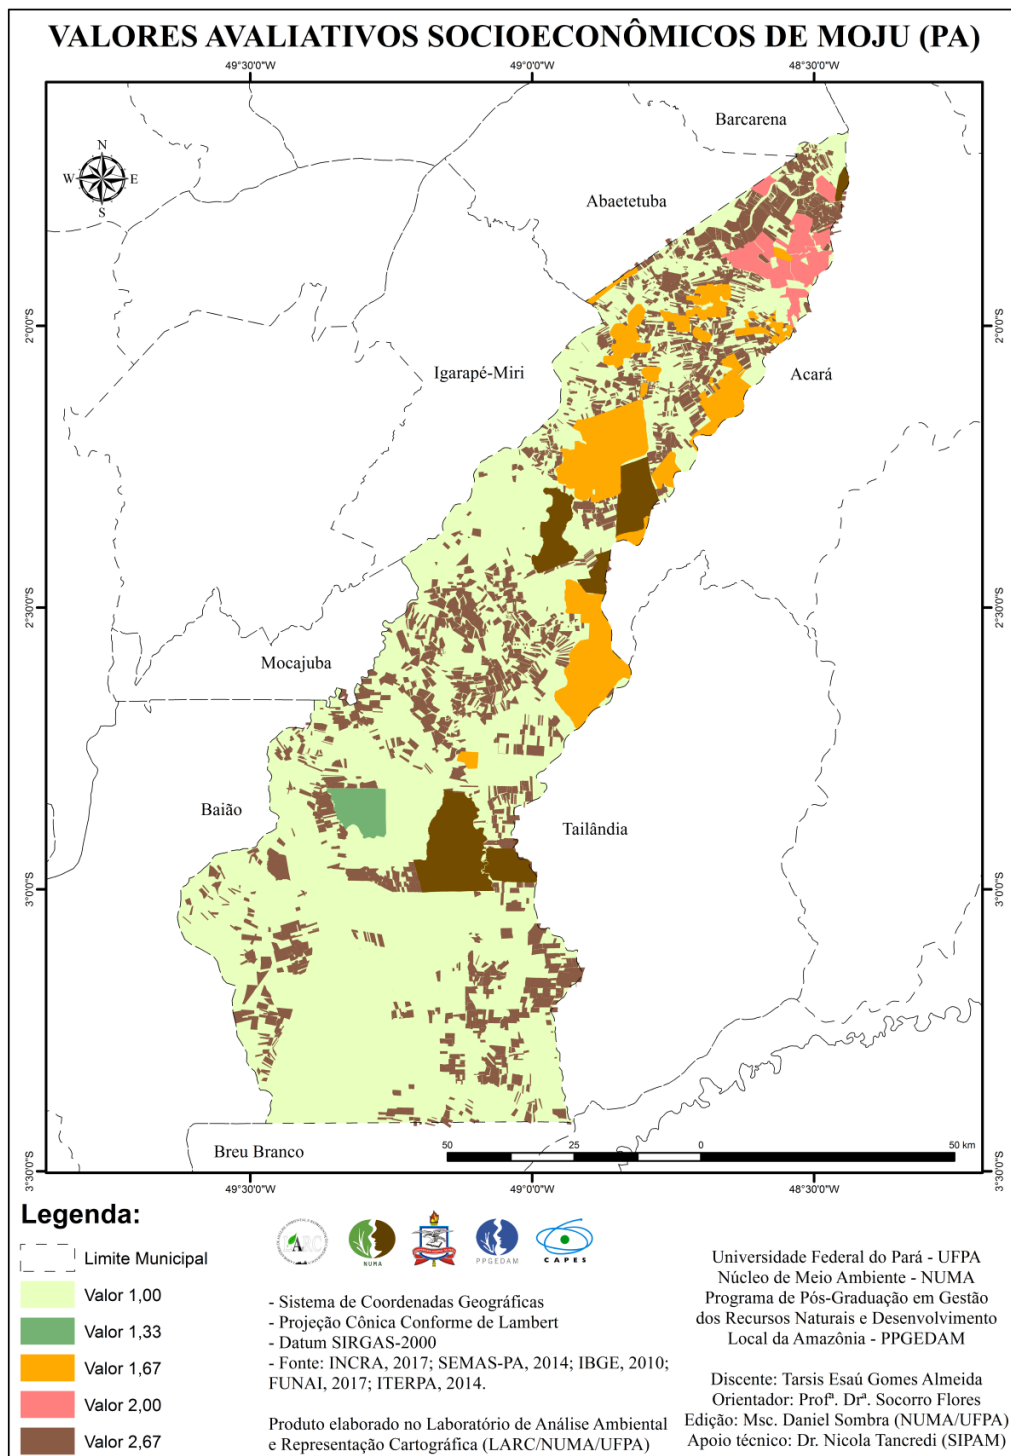 VALORES AVALIATIVOS SOCIOECONÔMICOS DE MOJU (PA)
49°30'0"W
49°0'0"W
48°30'0"W
N
W
E
S
Barcarena
Abaetetuba
2°0'0"S
2°0'0"S
Igarapé-Miri
Acará
2°30'0"S
2°30'0"S
Mocajuba
Baião
Tailândia
3°0'0"S
3°0'0"S
Breu Branco
50
25
0
50 km
3°30'0"S
3°30'0"S
49°30'0"W
49°0'0"W
48°30'0"W
Legenda:
Limite Municipal
Valor 1,00
Valor 1,33
Valor 1,67
Valor 2,00
Valor 2,67
LARC
NUMA
PPGEDAM
CAPES
- Sistema de Coordenadas Geográficas
- Projeção Cônica Conforme de Lambert
- Datum SIRGAS-2000
- Fonte: INCRA, 2017; SEMAS-PA, 2014; IBGE, 2010;
FUNAI, 2017; ITERPA, 2014.
Produto elaborado no Laboratório de Análise Ambiental
e Representação Cartográfica (LARC/NUMA/UFPA)
Universidade Federal do Pará - UFPA
Núcleo de Meio Ambiente - NUMA
Programa de Pós-Graduação em Gestão
dos Recursos Naturais e Desenvolvimento
Local da Amazônia - PPGEDAM
Discente: Tarsis Esaú Gomes Almeida
Orientador: Profª. Drª. Socorro Flores
Edição: Msc. Daniel Sombra (NUMA/UFPA)
Apoio técnico: Dr. Nicola Tancredi (SIPAM)